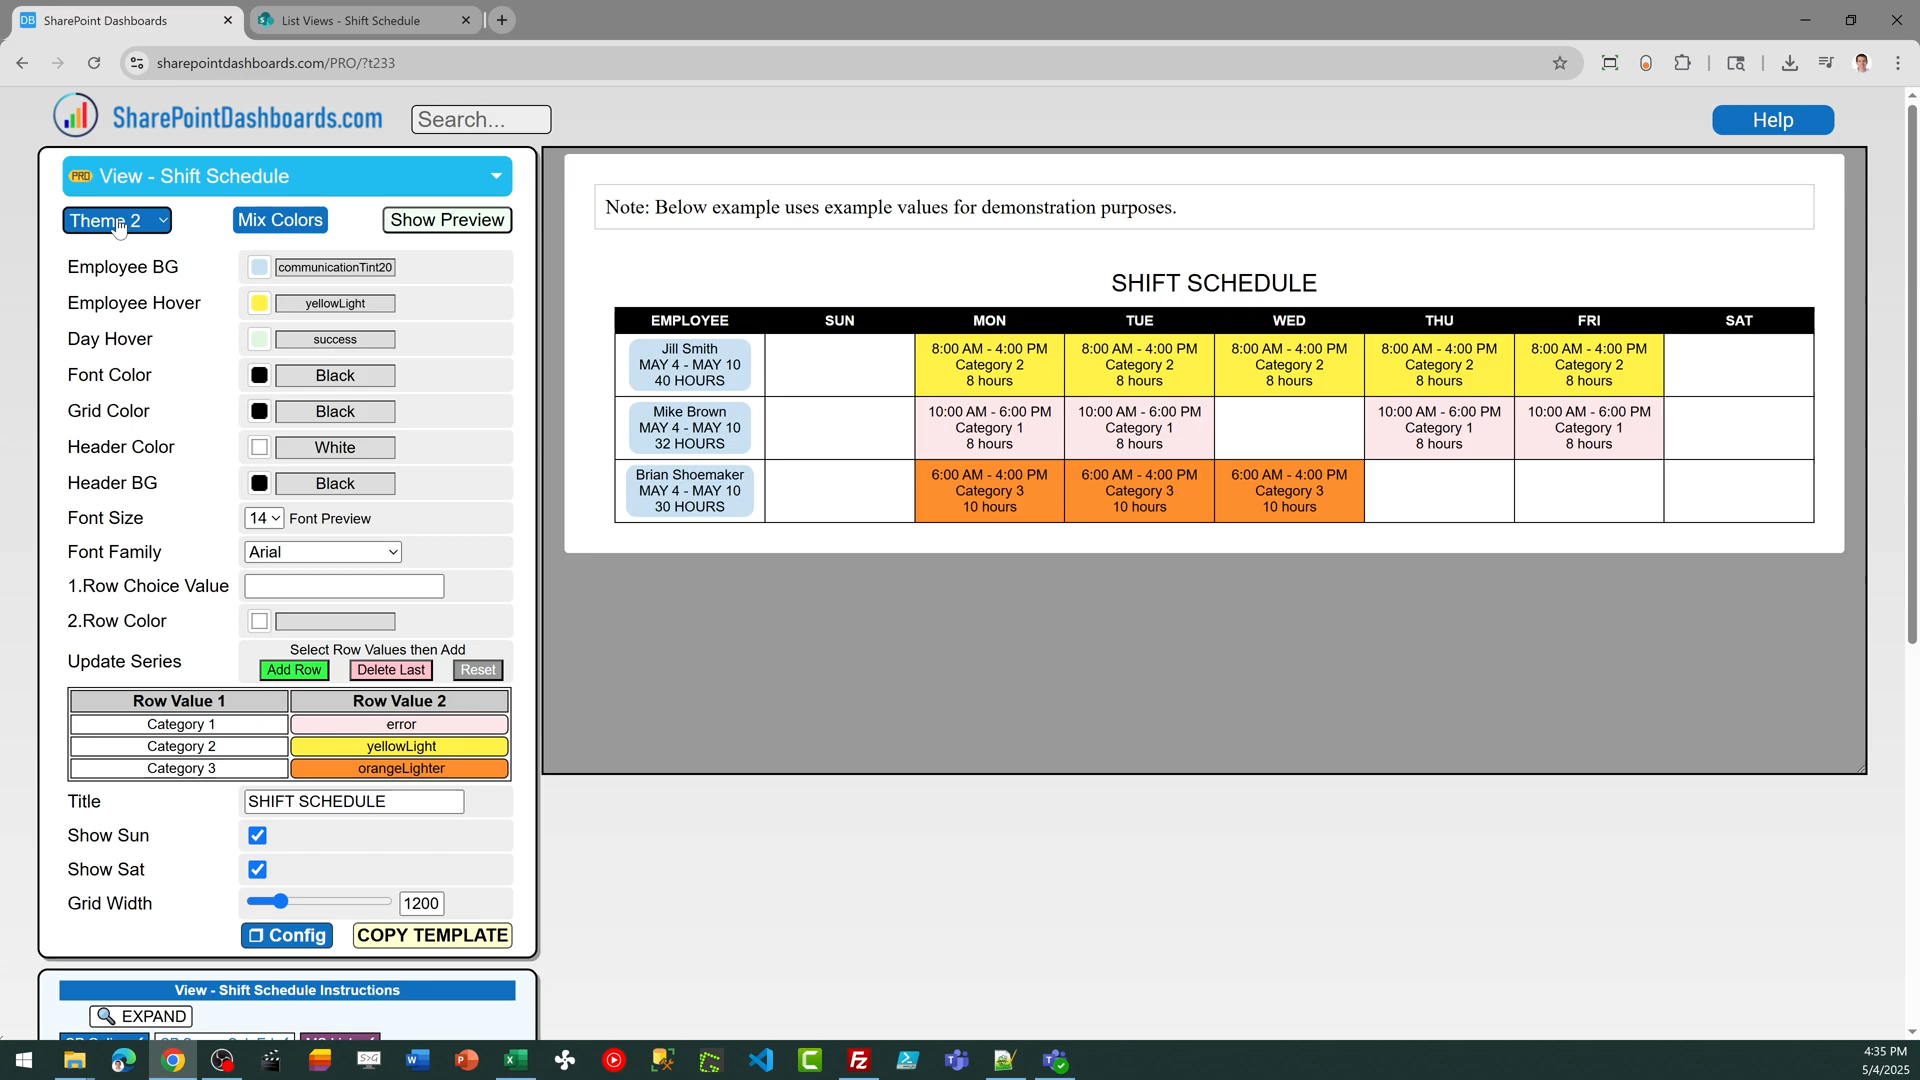 DB SharePoint Dashboards
List Views - Shift Schedule
sharepointdashboards.com/PRO/?t233
SharePointDashboards.com
Search...
Help
PRO View - Shift Schedule
Theme 2
Mix Colors
Show Preview
Employee BG communicationTint20
Employee Hover yellowLight
Day Hover success
Font Color Black
Grid Color Black
Header Color White
Header BG Black
Font Size 14 Font Preview
Font Family Arial
1.Row Choice Value
2.Row Color
Update Series Select Row Values then Add
Add Row Delete Last Reset
Row Value 1 Row Value 2
Category 1 error
Category 2 yellowLight
Category 3 orangeLighter
Title SHIFT SCHEDULE
Show Sun
Show Sat
Grid Width 1200
Config COPY TEMPLATE
View - Shift Schedule Instructions
EXPAND
Note: Below example uses example values for demonstration purposes.
SHIFT SCHEDULE
EMPLOYEE SUN MON TUE WED THU FRI SAT
Jill Smith 8:00 AM - 4:00 PM 8:00 AM - 4:00 PM 8:00 AM - 4:00 PM 8:00 AM - 4:00 PM 8:00 AM - 4:00 PM
MAY 4 - MAY 10 Category 2 Category 2 Category 2 Category 2 Category 2
40 HOURS 8 hours 8 hours 8 hours 8 hours 8 hours
Mike Brown 10:00 AM - 6:00 PM 10:00 AM - 6:00 PM 10:00 AM - 6:00 PM 10:00 AM - 6:00 PM
MAY 4 - MAY 10 Category 1 Category 1 Category 1 Category 1
32 HOURS 8 hours 8 hours 8 hours 8 hours
Brian Shoemaker 6:00 AM - 4:00 PM 6:00 AM - 4:00 PM 6:00 AM - 4:00 PM
MAY 4 - MAY 10 Category 3 Category 3 Category 3
30 HOURS 10 hours 10 hours 10 hours
4:35 PM
5/4/2025